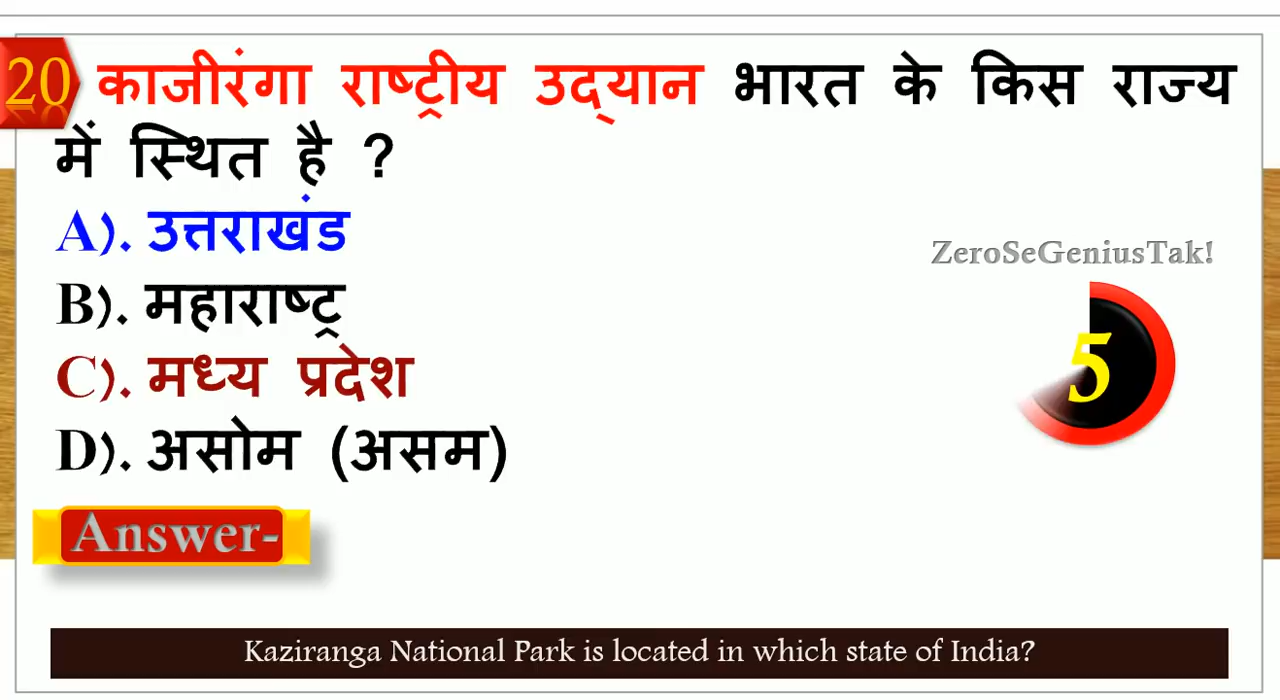 20 काजीरंगा राष्ट्रीय उद्यान भारत के किस राज्य
में स्थित है ?
A). उत्तराखंड
B). महाराष्ट्र
C). मध्य प्रदेश
D). असोम (असम)
ZeroSeGeniusTak!
5
Answer-
Kaziranga National Park is located in which state of India?